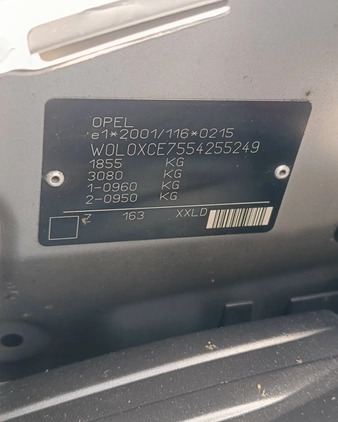 OPEL
e1*2001/116*0215
W0L0XCE7554255249
1855 KG
3080 KG
1-0960 KG
2-0950 KG
Z 163 XXLD